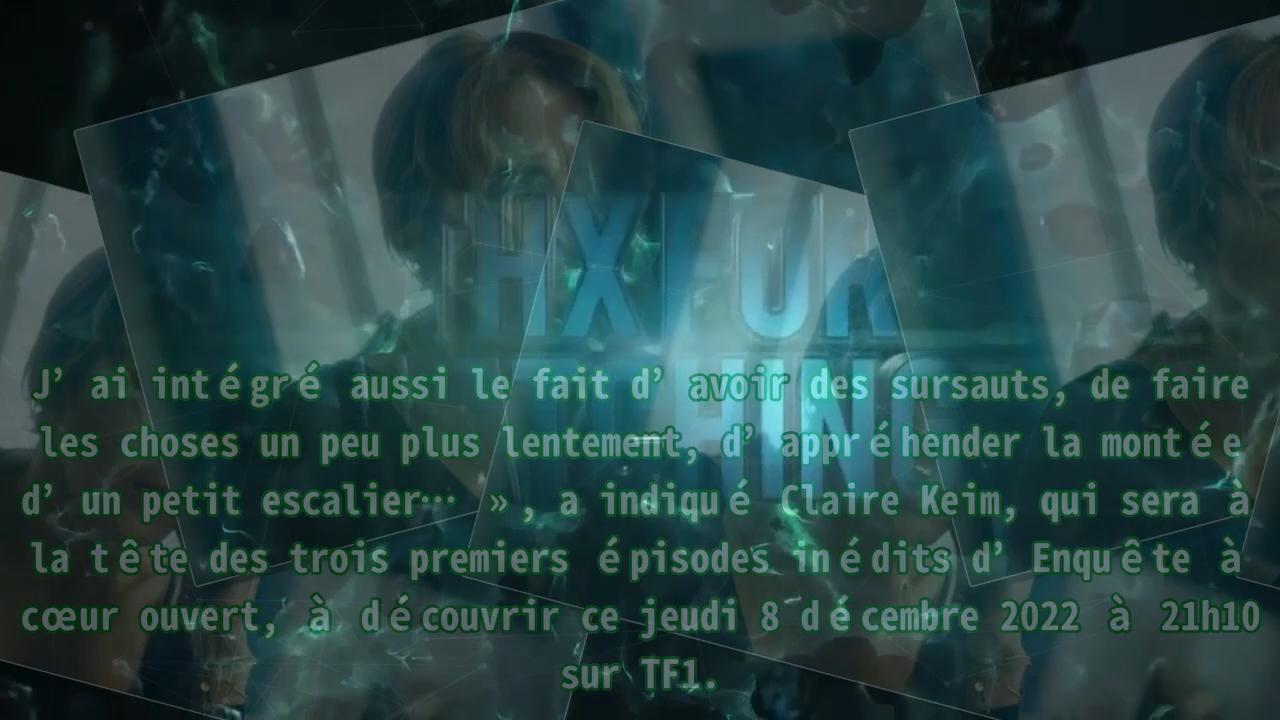 HXFUR
THING
J’ ai intégré aussi le fait d’ avoir des sursauts, de faire
les choses un peu plus lentement, d’ appréhender la montée
d’ un petit escalier… », a indiqué Claire Keim, qui sera à
la tête des trois premiers épisodes inédits d’ Enquête à
cœur ouvert, à découvrir ce jeudi 8 décembre 2022 à 21h10
sur TF1.